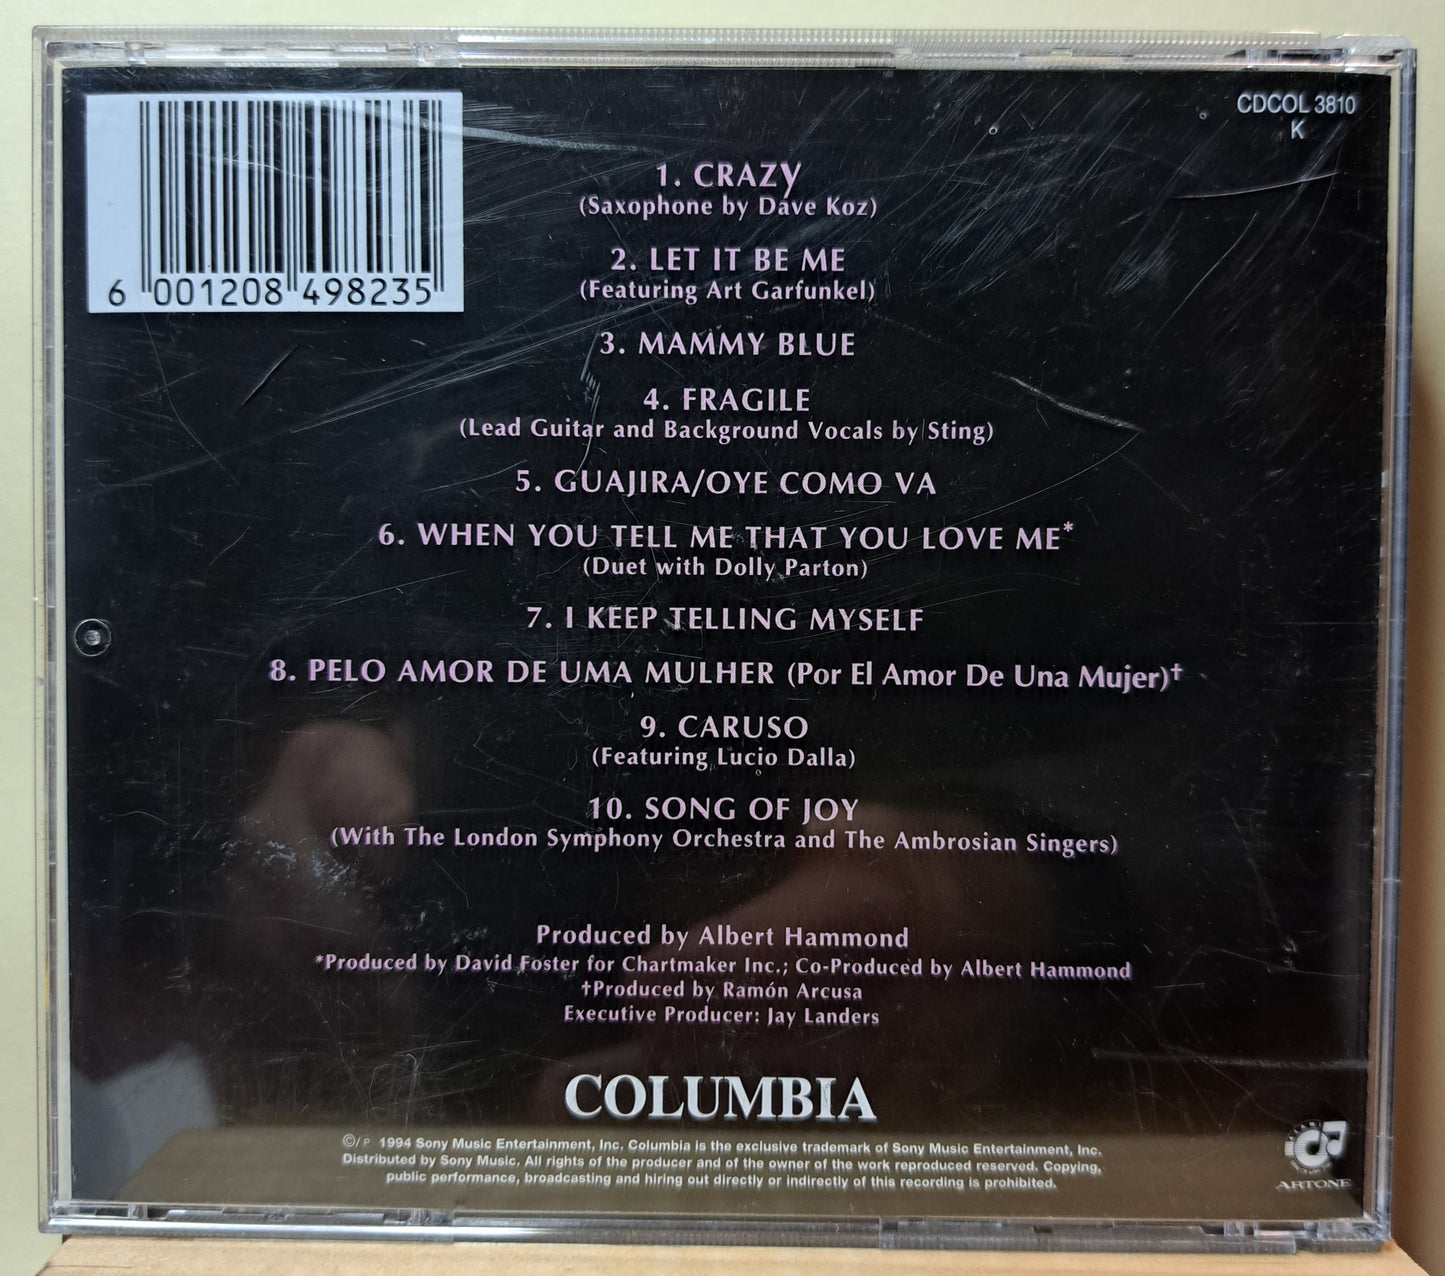 6 001208 498235
CDCOL 3810
K
1. CRAZY
(Saxophone by Dave Koz)
2. LET IT BE ME
(Featuring Art Garfunkel)
3. MAMMY BLUE
4. FRAGILE
(Lead Guitar and Background Vocals by Sting)
5. GUAJIRA/OYE COMO VA
6. WHEN YOU TELL ME THAT YOU LOVE ME*
(Duet with Dolly Parton)
7. I KEEP TELLING MYSELF
8. PELO AMOR DE UMA MULHER (Por El Amor De Una Mujer)†
9. CARUSO
(Featuring Lucio Dalla)
10. SONG OF JOY
(With The London Symphony Orchestra and The Ambrosian Singers)
Produced by Albert Hammond
*Produced by David Foster for Chartmaker Inc.; Co-Produced by Albert Hammond
†Produced by Ramón Arcusa
Executive Producer: Jay Landers
COLUMBIA
©/P 1994 Sony Music Entertainment, Inc. Columbia is the exclusive trademark of Sony Music Entertainment, Inc.
Distributed by Sony Music. All rights of the producer and of the owner of the work reproduced reserved. Copying,
public performance, broadcasting and hiring out directly or indirectly of this recording is prohibited.
ARTONE